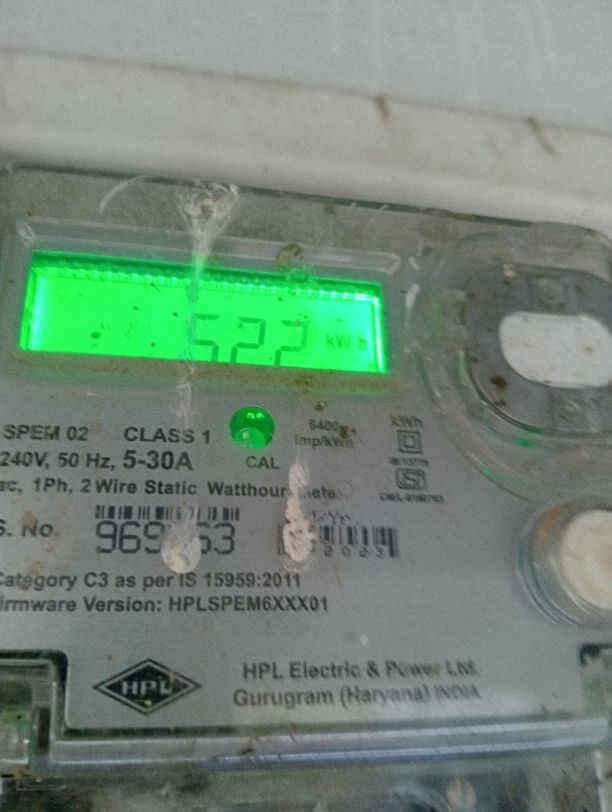 522 kWh
SPEM 02 CLASS 1 6400 imp/kWh kWh
240V, 50 Hz, 5-30A CAL
ac, 1Ph, 2 Wire Static Watthour
S. No.
Category C3 as per IS 15959:2011
Firmware Version: HPLSPEM6XXX01
HPL
HPL Electric & Power Ltd.
Gurugram (Haryana) INDIA